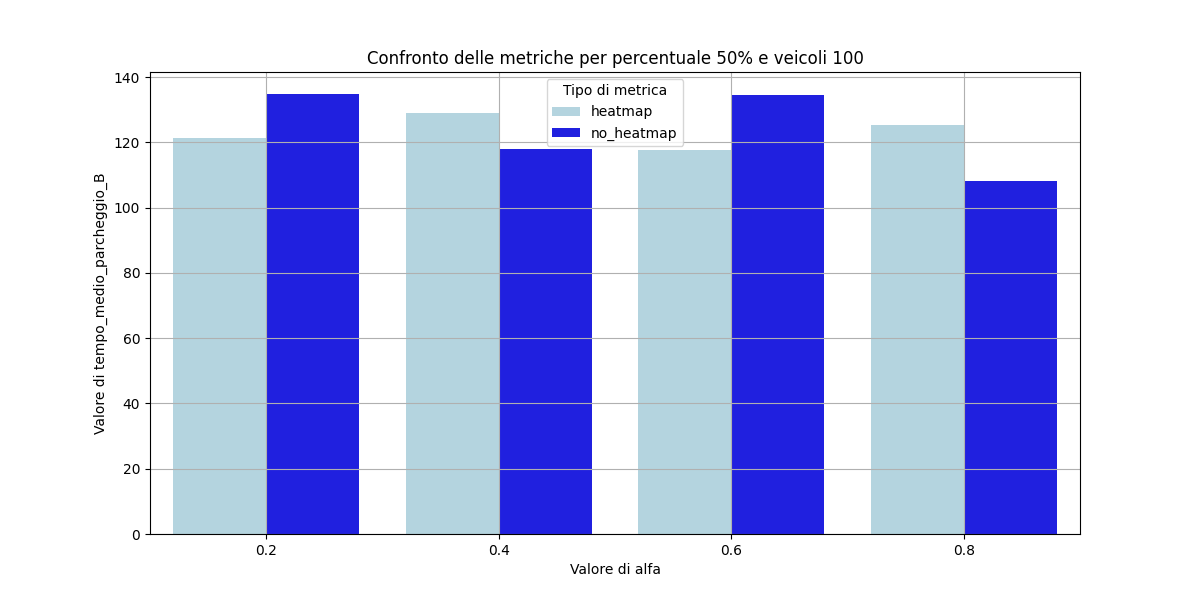 Confronto delle metriche per percentuale 50% e veicoli 100
Tipo di metrica
heatmap
no_heatmap
Valore di tempo_medio_parcheggio_B
140
120
100
80
60
40
20
0
0.2
0.4
0.6
0.8
Valore di alfa